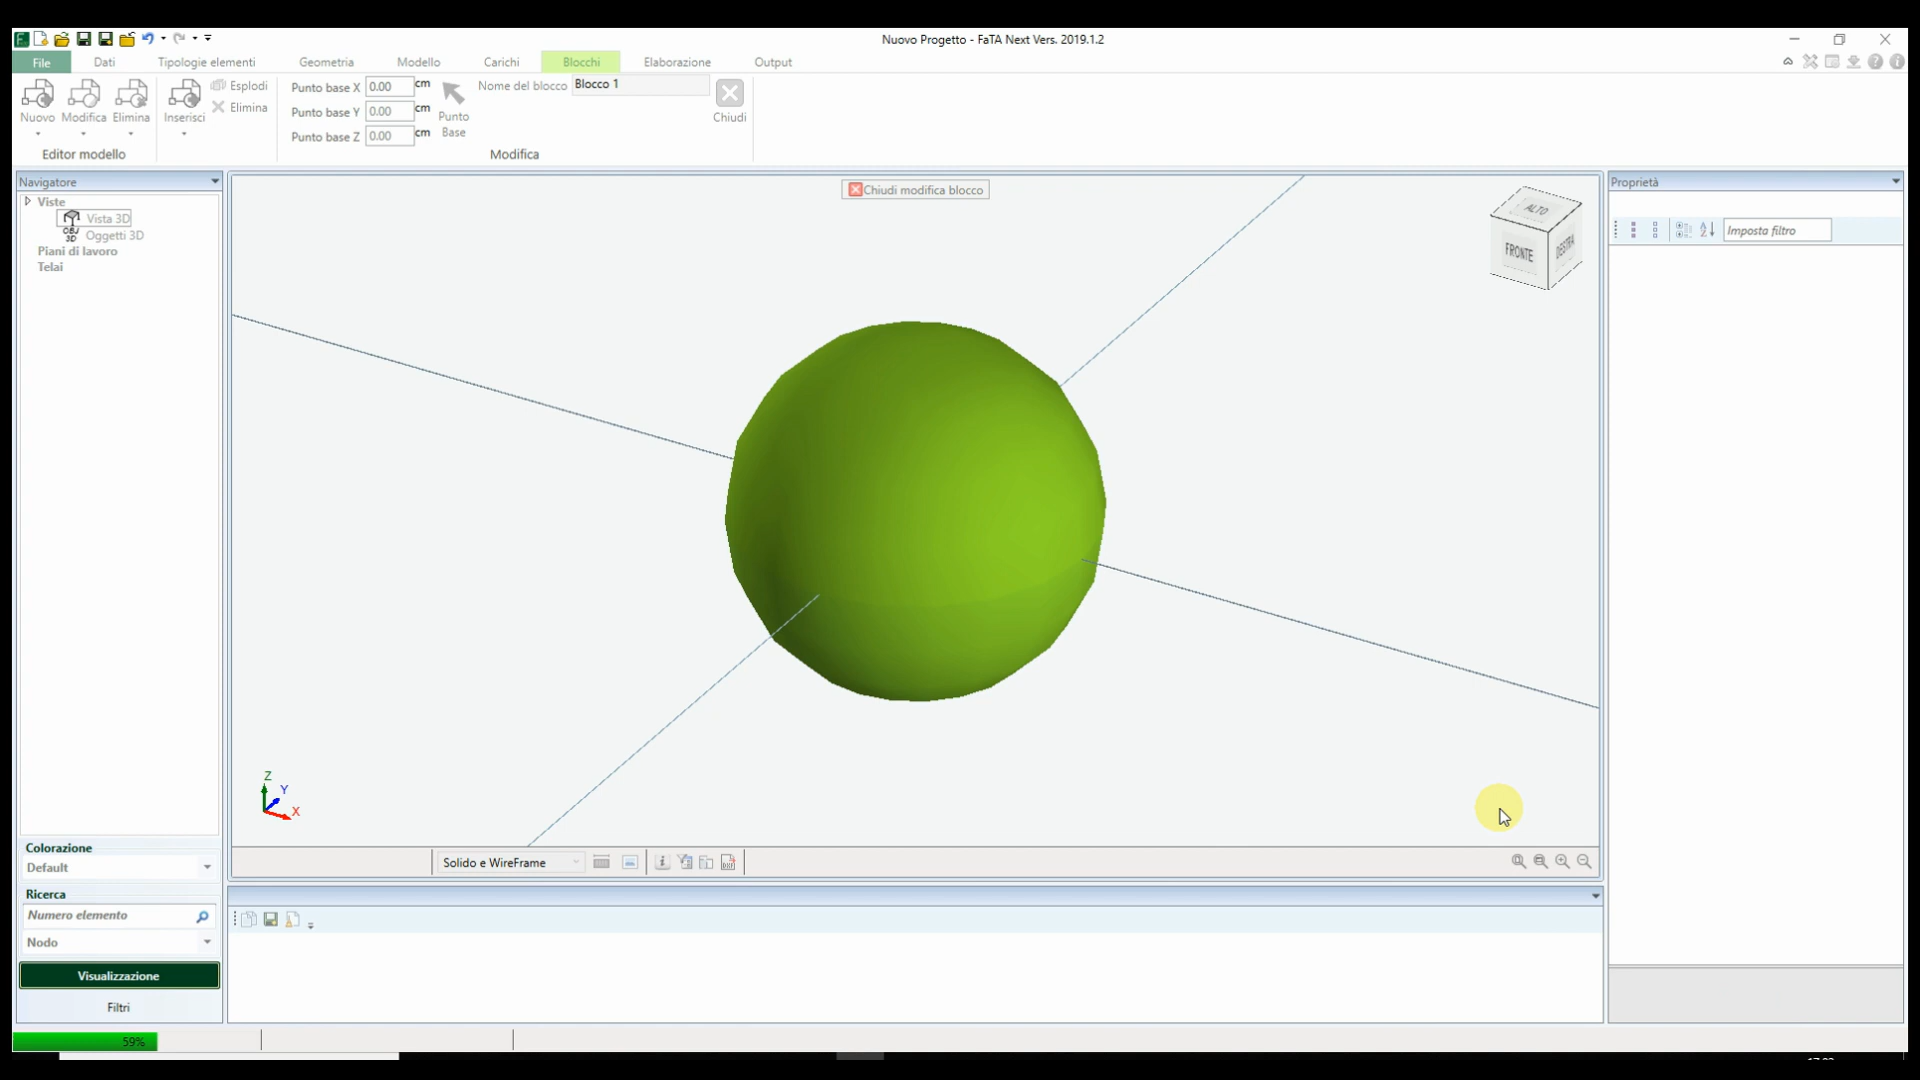 Nuovo Progetto - FaTA Next Vers. 2019.1.2
File Dati Tipologie elementi Geometria Modello Carichi Blocchi Elaborazione Output
Nuovo Modifica Elimina Inserisci
Esplodi
Elimina
Punto base X 0.00 cm
Punto base Y 0.00 cm
Punto base Z 0.00 cm
Punto
Base
Nome del blocco Blocco 1
Chiudi
Editor modello Modifica
Navigatore
Viste
Vista 3D
OBJ
3D
Oggetti 3D
Piani di lavoro
Telai
Chiudi modifica blocco
ALTO
FRONTE
DESTRA
Proprietà
Imposta filtro
Z
Y
X
Colorazione
Default
Ricerca
Numero elemento
Nodo
Visualizzazione
Filtri
Solido e WireFrame
59%